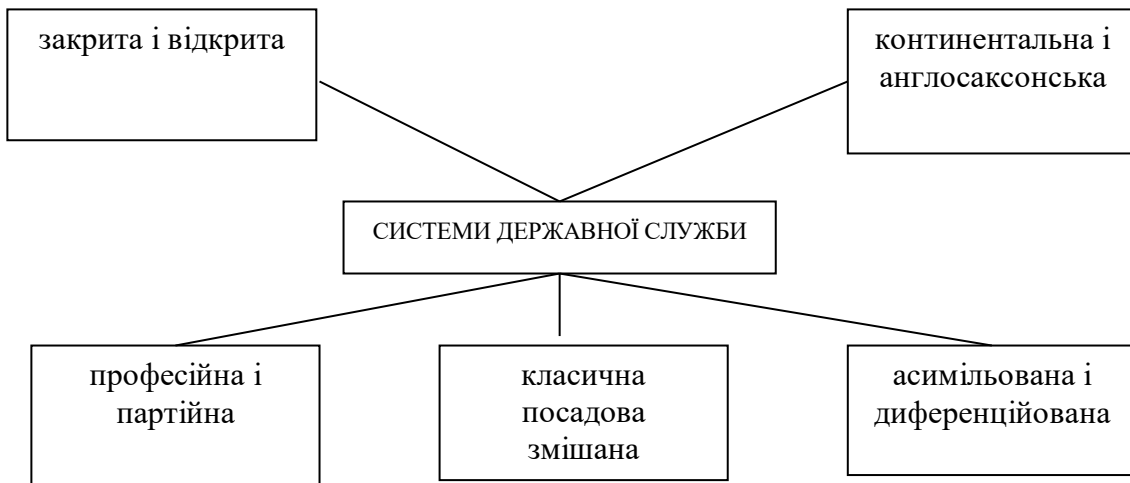 закрита і відкрита
континентальна і
англосаксонська
СИСТЕМИ ДЕРЖАВНОЇ СЛУЖБИ
професійна і
партійна
класична
посадова
змішана
асимільована і
диференційована